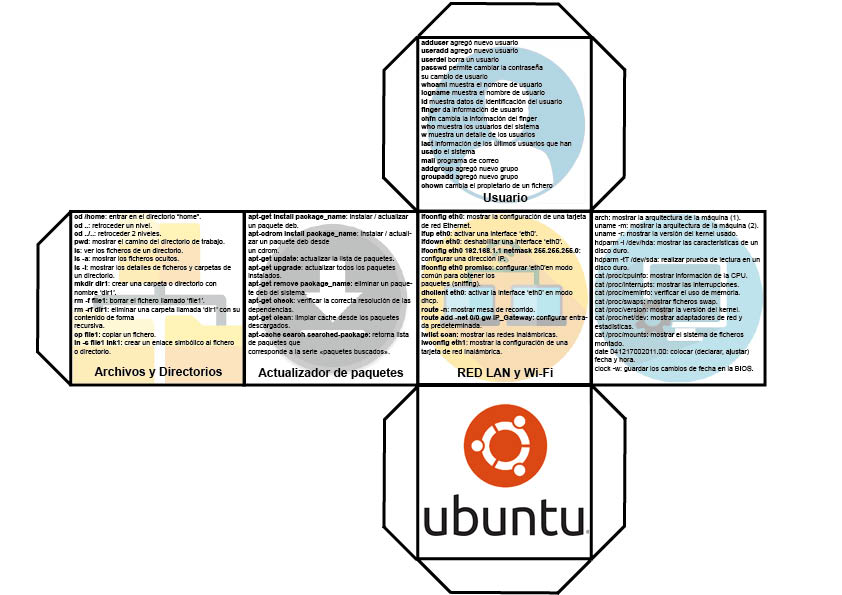 adduser agregó nuevo usuario
useradd agregó nuevo usuario
userdel borra un usuario
passwd permite cambiar la contraseña
su cambio de usuario
whoami muestra el nombre de usuario
logname muestra el nombre de usuario
id muestra datos de identificación del usuario
finger da información de usuario
chfn cambia la información del finger
who muestra los usuarios del sistema
w muestra un detalle de los usuarios
last información de los últimos usuarios que han
usado el sistema
mail programa de correo
addgroup agregó nuevo grupo
groupadd agregó nuevo grupo
chown cambia el propietario de un fichero
Usuario
cd /home: entrar en el directorio "home".
cd ..: retroceder un nivel.
cd ../..: retroceder 2 niveles.
pwd: mostrar el camino del directorio de trabajo.
ls: ver los ficheros de un directorio.
ls -a: mostrar los ficheros ocultos.
ls -l: mostrar los detalles de ficheros y carpetas de
un directorio.
mkdir dir1: crear una carpeta o directorio con
nombre 'dir1'.
rm -f file1: borrar el fichero llamado 'file1'.
rm -rf dir1: eliminar una carpeta llamada 'dir1' con su
contenido de forma
recursiva.
cp file1: copiar un fichero.
ln -s file1 lnk1: crear un enlace simbólico al fichero
o directorio.
Archivos y Directorios
apt-get install package_name: instalar / actualizar
un paquete deb.
apt-cdrom install package_name: instalar / actuali-
zar un paquete deb desde
un cdrom.
apt-get update: actualizar la lista de paquetes.
apt-get upgrade: actualizar todos los paquetes
instalados.
apt-get remove package_name: eliminar un paque-
te deb del sistema.
apt-get check: verificar la correcta resolución de las
dependencias.
apt-get clean: limpiar cache desde los paquetes
descargados.
apt-cache search searched-package: retorna lista
de paquetes que
corresponde a la serie «paquetes buscados».
Actualizador de paquetes
ifconfig eth0: mostrar la configuración de una tarjeta
de red Ethernet.
ifup eth0: activar una interface 'eth0'.
ifdown eth0: deshabilitar una interface 'eth0'.
ifconfig eth0 192.168.1.1 netmask 255.255.255.0:
configurar una dirección IP.
ifconfig eth0 promisc: configurar 'eth0'en modo
común para obtener los
paquetes (sniffing).
dhclient eth0: activar la interface 'eth0' en modo
dhcp.
route -n: mostrar mesa de recorrido.
route add -net 0/0 gw IP_Gateway: configurar entra-
da predeterminada.
iwlist scan: mostrar las redes inalámbricas.
iwconfig eth1: mostrar la configuración de una
tarjeta de red inalámbrica.
RED LAN y Wi-Fi
arch: mostrar la arquitectura de la máquina (1).
uname -m: mostrar la arquitectura de la máquina (2).
uname -r: mostrar la versión del kernel usado.
hdparm -i /dev/hda: mostrar las características de un
disco duro.
hdparm -tT /dev/sda: realizar prueba de lectura en un
disco duro.
cat /proc/cpuinfo: mostrar información de la CPU.
cat /proc/interrupts: mostrar las interrupciones.
cat /proc/meminfo: verificar el uso de memoria.
cat /proc/swaps: mostrar ficheros swap.
cat /proc/version: mostrar la versión del kernel.
cat /proc/net/dev: mostrar adaptadores de red y
estadísticas.
cat /proc/mounts: mostrar el sistema de ficheros
montado.
date 041217002011.00: colocar (declarar, ajustar)
fecha y hora.
clock -w: guardar los cambios de fecha en la BIOS.
ubuntu